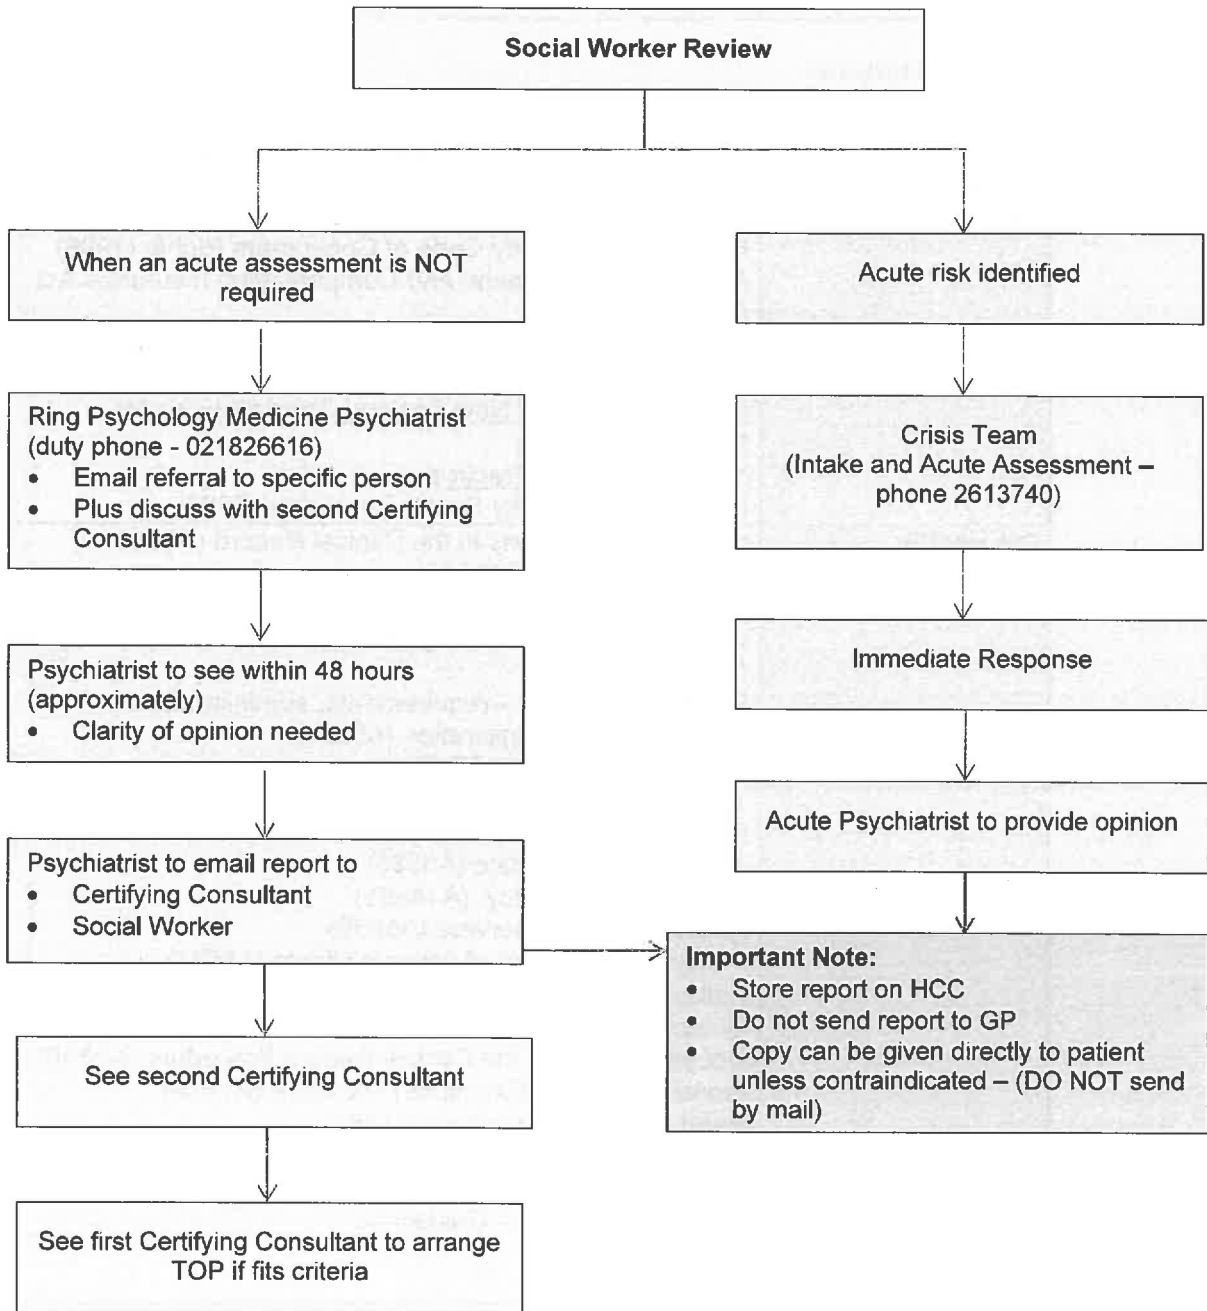 Social Worker Review
When an acute assessment is NOT
required
Acute risk identified
Ring Psychology Medicine Psychiatrist
(duty phone - 021826616)
• Email referral to specific person
• Plus discuss with second Certifying
Consultant
Crisis Team
(Intake and Acute Assessment –
phone 2613740)
Psychiatrist to see within 48 hours
(approximately)
• Clarity of opinion needed
Immediate Response
Psychiatrist to email report to
• Certifying Consultant
• Social Worker
Acute Psychiatrist to provide opinion
Important Note:
• Store report on HCC
• Do not send report to GP
• Copy can be given directly to patient
unless contraindicated – (DO NOT send
by mail)
See second Certifying Consultant
See first Certifying Consultant to arrange
TOP if fits criteria